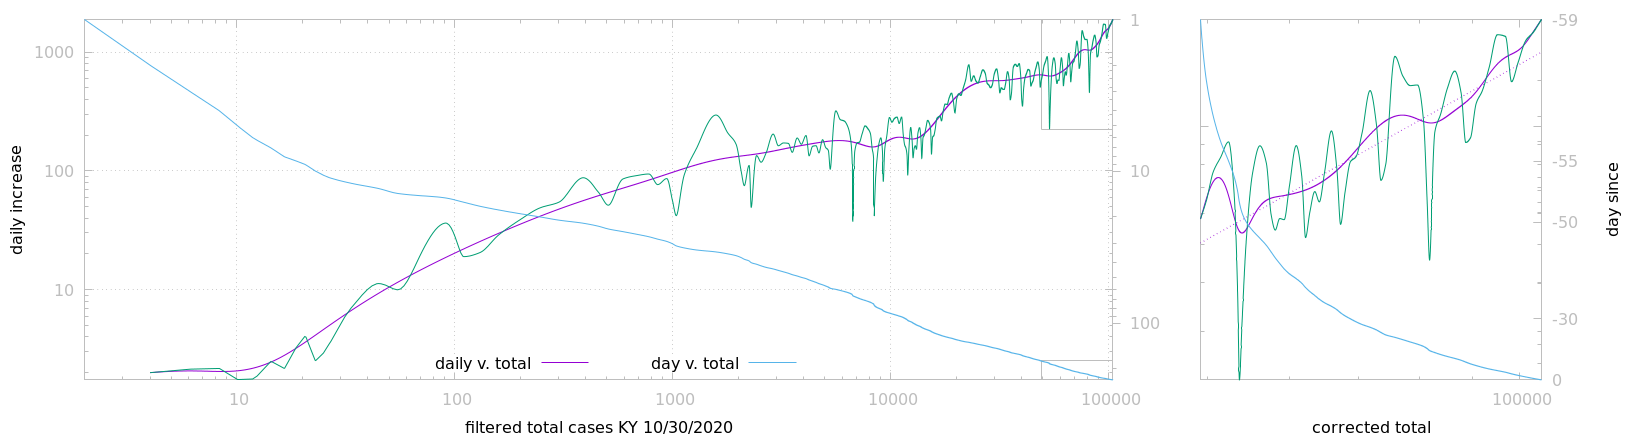 1000
100
10
daily increase
10
100
1000
10000
100000
filtered total cases KY 10/30/2020
daily v. total
day v. total
1
10
100
-59
-55
-50
-30
0
day since
100000
corrected total